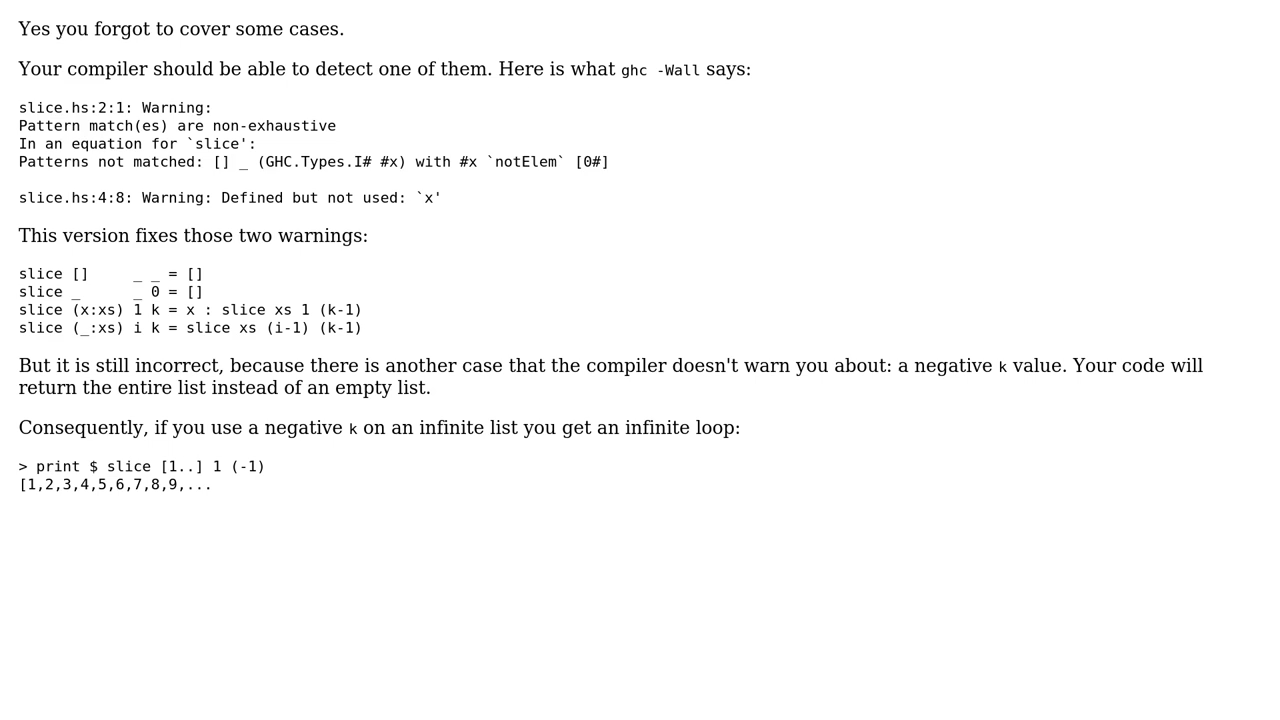 Yes you forgot to cover some cases.
Your compiler should be able to detect one of them. Here is what ghc -Wall says:
slice.hs:2:1: Warning:
Pattern match(es) are non-exhaustive
In an equation for `slice':
Patterns not matched: [] _ (GHC.Types.I# #x) with #x `notElem` [0#]
slice.hs:4:8: Warning: Defined but not used: `x'
This version fixes those two warnings:
slice []     _ _ = []
slice _      _ 0 = []
slice (x:xs) 1 k = x : slice xs 1 (k-1)
slice (_:xs) i k = slice xs (i-1) (k-1)
But it is still incorrect, because there is another case that the compiler doesn't warn you about: a negative k value. Your code will
return the entire list instead of an empty list.
Consequently, if you use a negative k on an infinite list you get an infinite loop:
> print $ slice [1..] 1 (-1)
[1,2,3,4,5,6,7,8,9,...